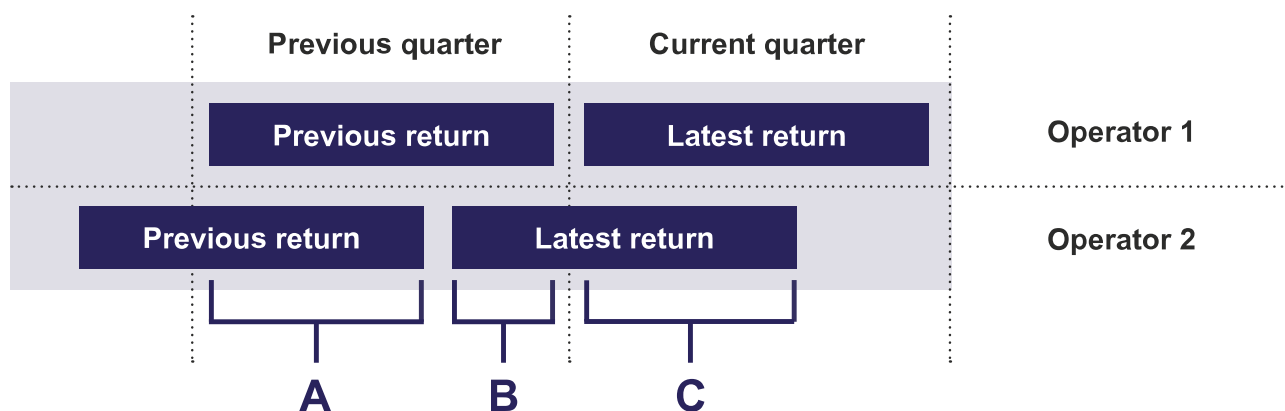 Previous quarter
Current quarter
Previous return
Latest return
Operator 1
Previous return
Latest return
Operator 2
A
B
C